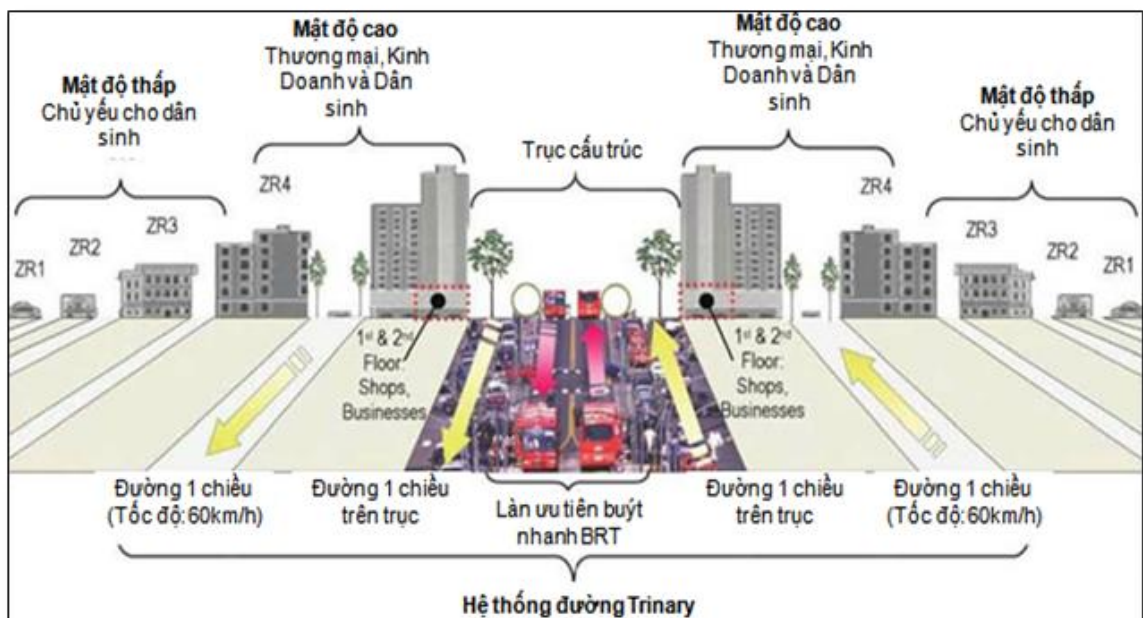 Mật độ cao
Thương mại, Kinh
Doanh và Dân
sinh
Mật độ cao
Thương mại, Kinh
Doanh và Dân
sinh
Mật độ thấp
Chủ yếu cho dân
sinh
Mật độ thấp
Chủ yếu cho dân
sinh
Trục cấu trúc
ZR4
ZR3
ZR2
ZR1
ZR4
ZR3
ZR2
ZR1
1st & 2nd
Floor:
Shops,
Businesses
1st & 2nd
Floor:
Shops,
Businesses
Đường 1 chiều
(Tốc độ: 60km/h)
Đường 1 chiều
trên trục
Làn ưu tiên buýt
nhanh BRT
Đường 1 chiều
trên trục
Đường 1 chiều
(Tốc độ: 60km/h)
Hệ thống đường Trinary